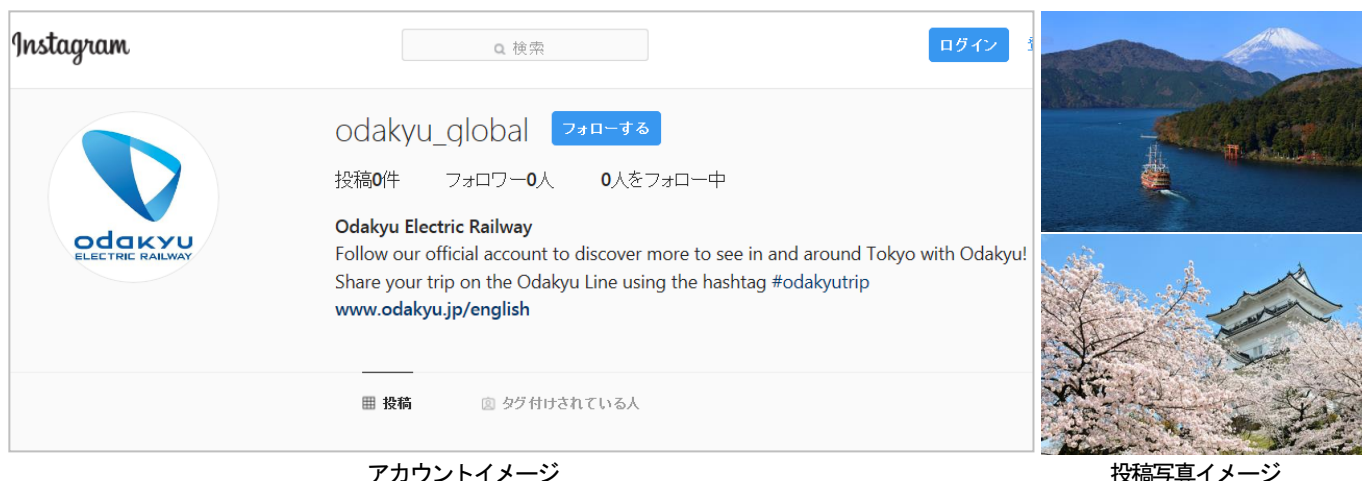 Instagram
検索
ログイン
odakyu_global
フォローする
投稿0件 フォロワー0人 0人をフォロー中
odakyu
ELECTRIC RAILWAY
Odakyu Electric Railway
Follow our official account to discover more to see in and around Tokyo with Odakyu!
Share your trip on the Odakyu Line using the hashtag #odakyutrip
www.odakyu.jp/english
投稿 タグ付けされている人
アカウントイメージ
投稿写真イメージ